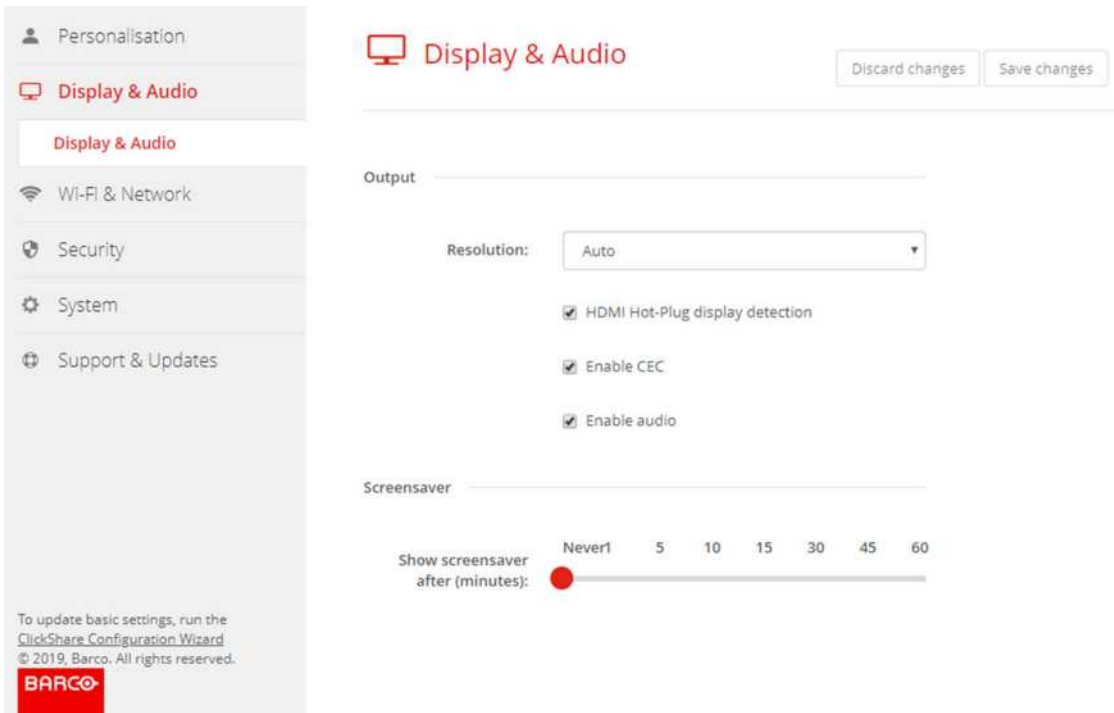 Personalisation
Display & Audio
Display & Audio
Wi-Fi & Network
Security
System
Support & Updates
To update basic settings, run the
ClickShare Configuration Wizard
© 2019, Barco. All rights reserved.
BARCO
Display & Audio
Discard changes
Save changes
Output
Resolution:
Auto
HDMI Hot-Plug display detection
Enable CEC
Enable audio
Screensaver
Show screensaver
after (minutes):
Never 1 5 10 15 30 45 60